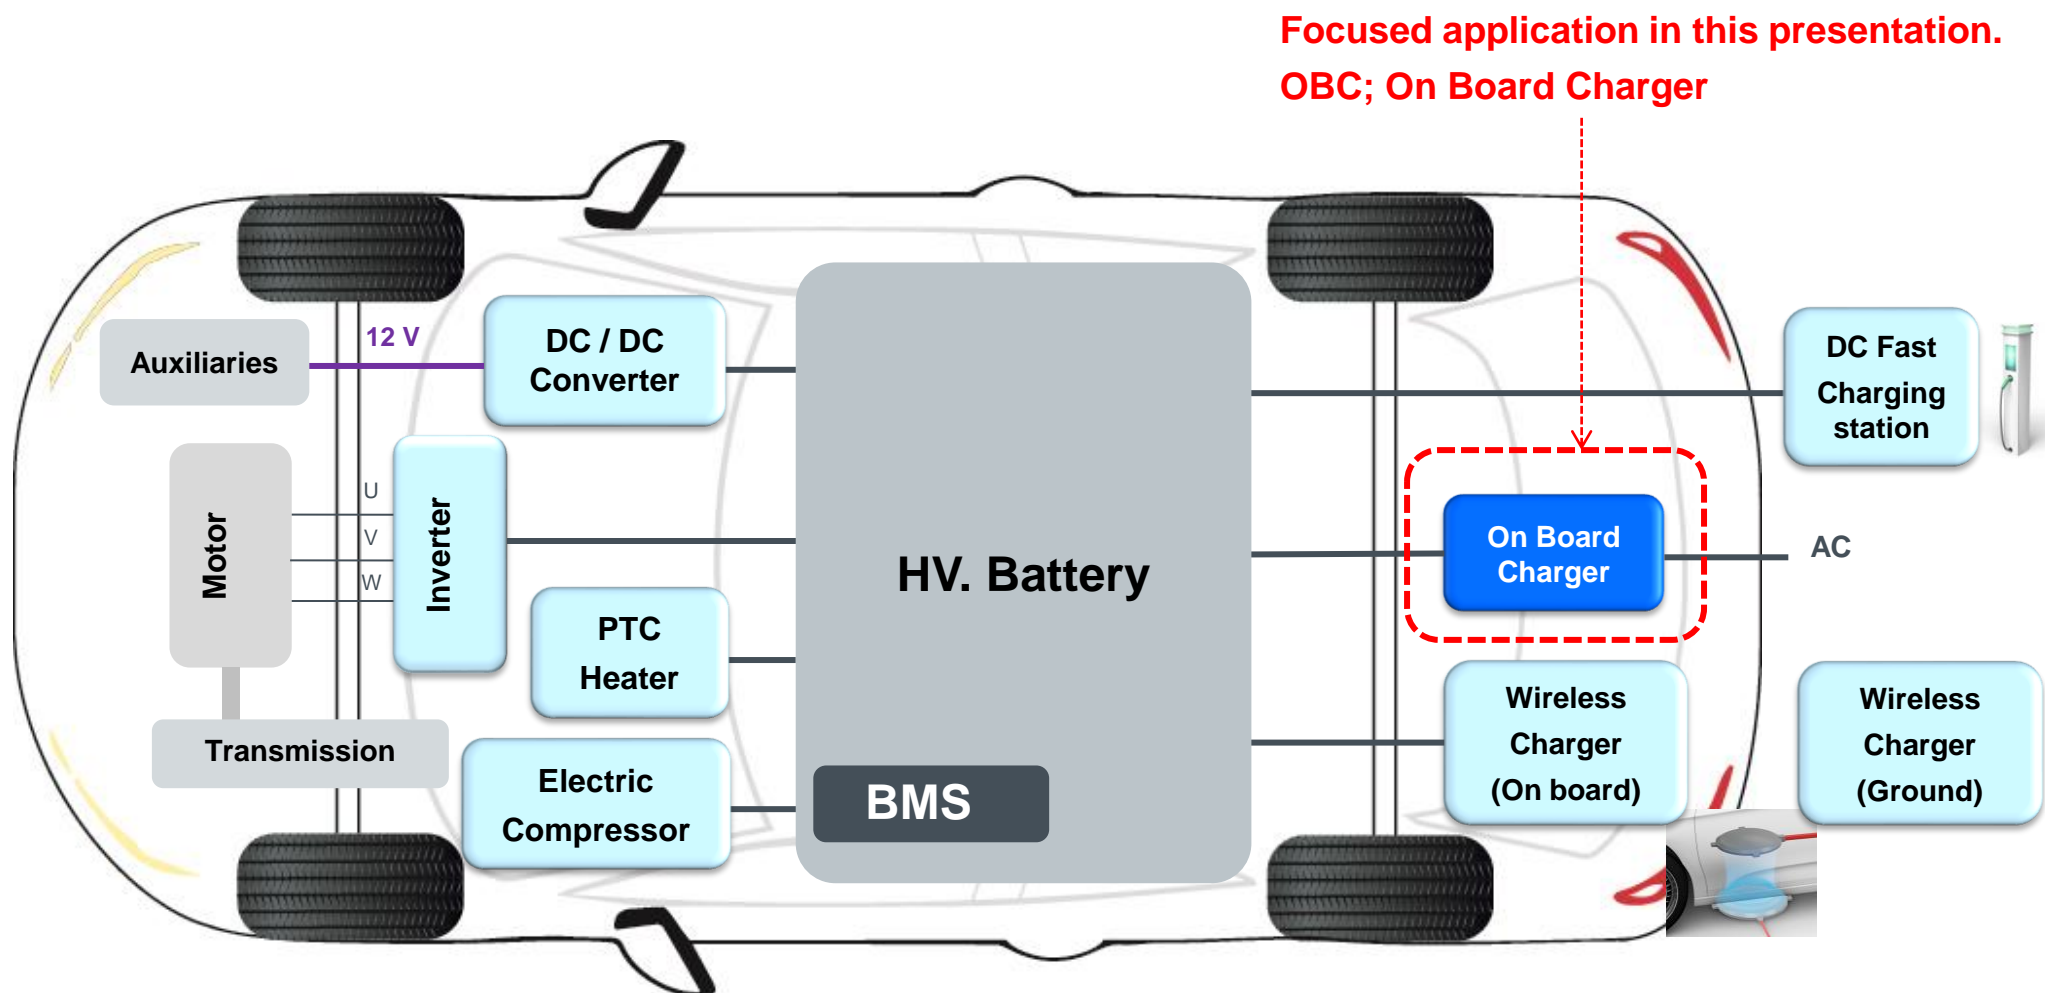 Focused application in this presentation.
OBC; On Board Charger
Auxiliaries
12 V
DC / DC
Converter
Motor
U
V
W
Inverter
PTC
Heater
Transmission
Electric
Compressor
HV. Battery
BMS
DC Fast
Charging
station
On Board
Charger
AC
Wireless
Charger
(On board)
Wireless
Charger
(Ground)